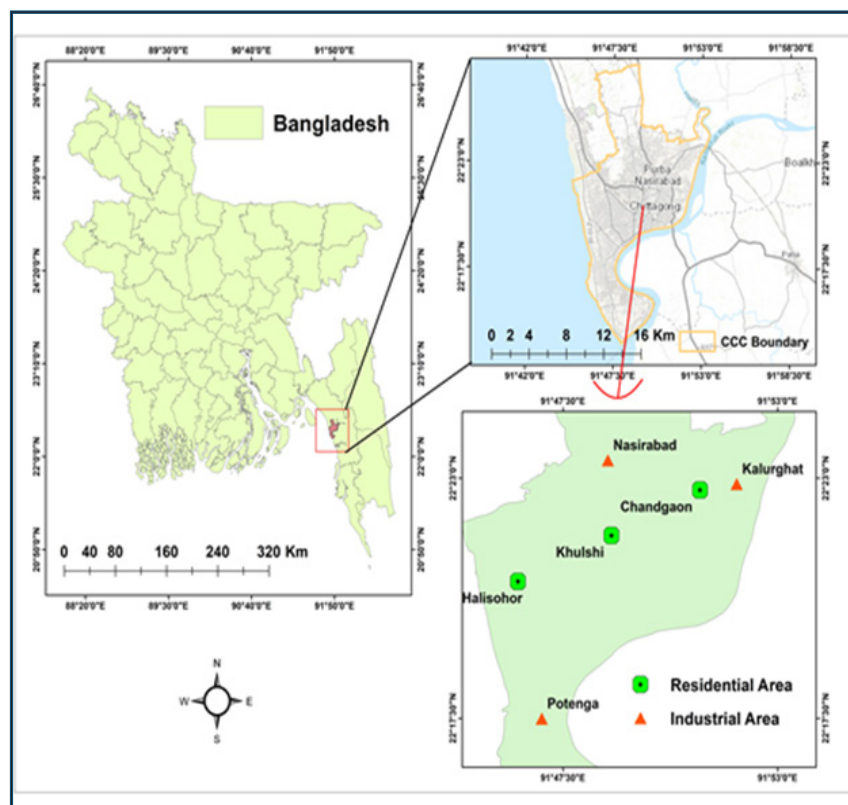 88°20'0"E 89°30'0"E 90°40'0"E 91°50'0"E
Bangladesh
25°30'0"N
24°20'0"N
23°10'0"N
22°0'0"N
20°50'0"N
0 40 80 160 240 320 Km
88°20'0"E 89°30'0"E 90°40'0"E 91°50'0"E
N
W E
S
91°42'0"E 91°47'30"E 91°53'0"E 91°58'30"E
22°23'0"N
22°17'30"N
Purba
Nasirabad
Chittagong
Boalkh
0 2 4 8 12 16 Km
CCC Boundary
91°42'0"E 91°47'30"E 91°53'0"E 91°58'30"E
91°47'30"E 91°53'0"E
22°23'0"N
22°17'30"N
Nasirabad
Kalurghat
Chandgaon
Khulshi
Halisohor
Potenga
Residential Area
Industrial Area
91°47'30"E 91°53'0"E